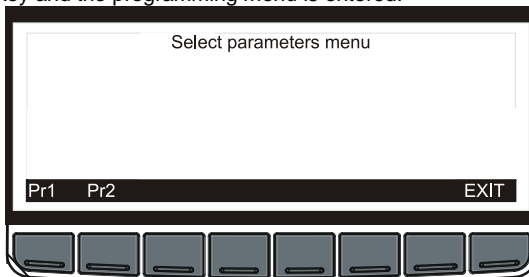 and the programming menu is entered.
Select parameters menu
Pr1 Pr2 EXIT